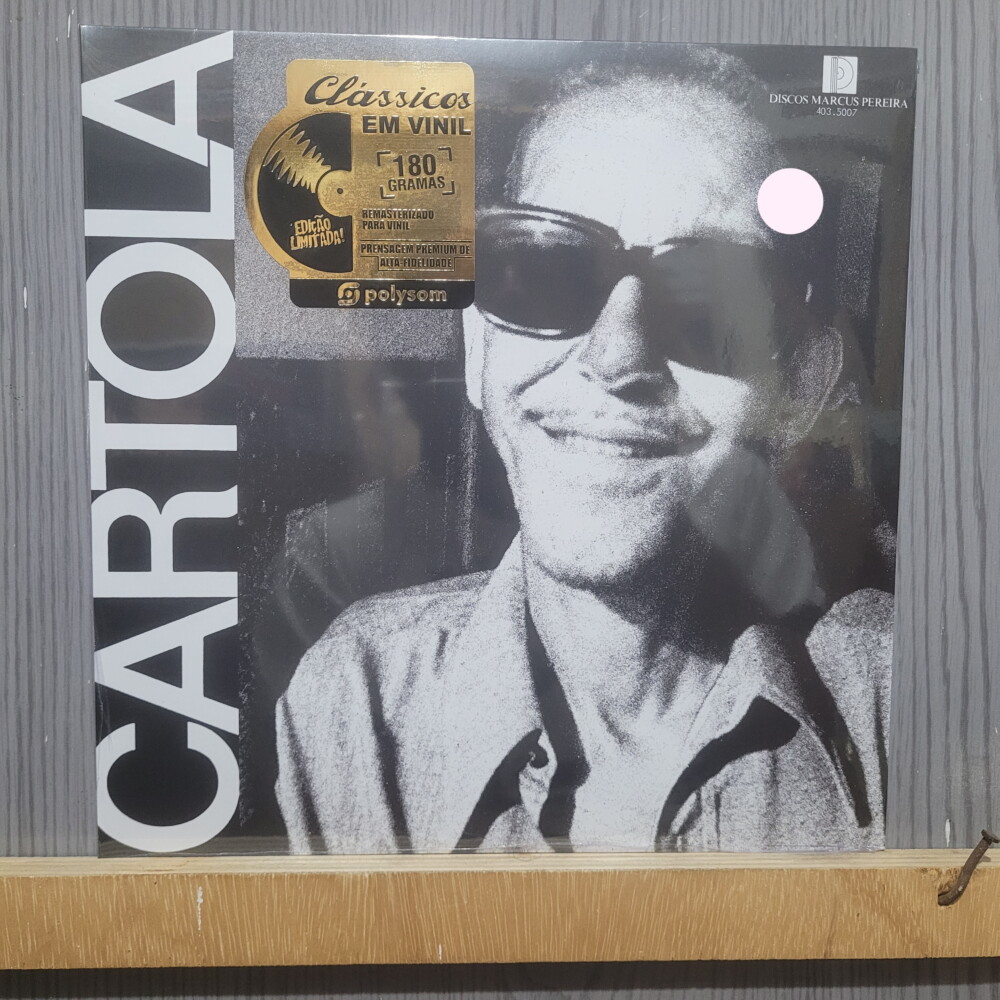 CARTOLA
Clássicos
EM VINIL
180
GRAMAS
EDIÇÃO
LIMITADA!
REMASTERIZADO
PARA VINIL
PRENSAGEM PREMIUM DE
ALTA-FIDELIDADE
polysom
DISCOS MARCUS PEREIRA
403.5007